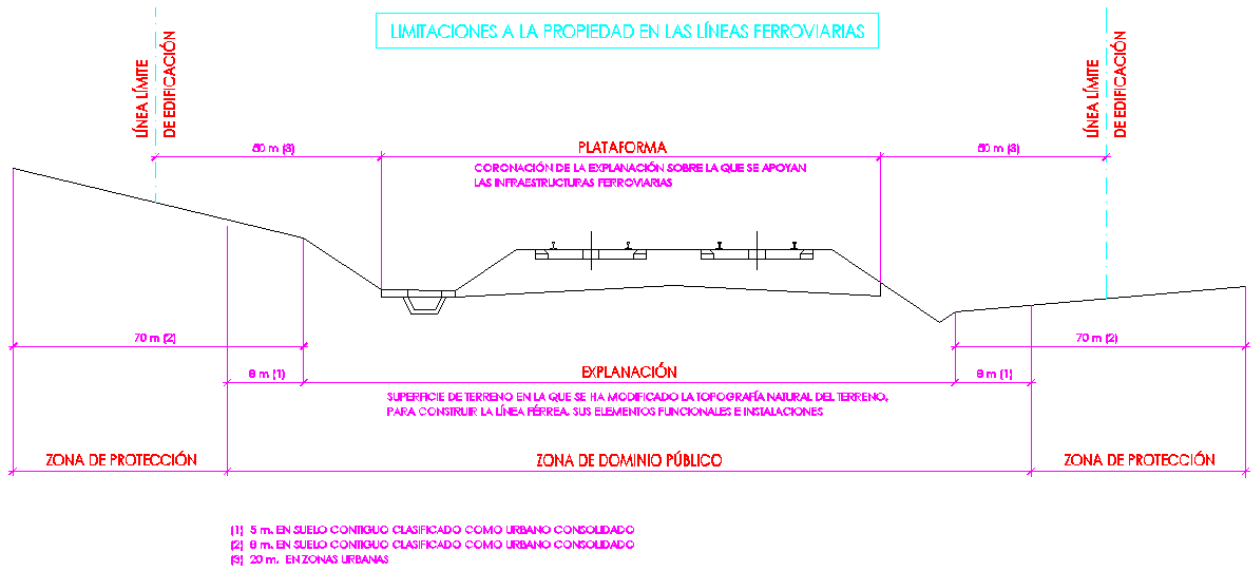 LIMITACIONES A LA PROPIEDAD EN LAS LÍNEAS FERROVIARIAS
LÍNEA LÍMITE
DE EDIFICACIÓN
LÍNEA LÍMITE
DE EDIFICACIÓN
50 m (3)
PLATAFORMA
50 m (3)
CORONACIÓN DE LA EXPLANACIÓN SOBRE LA QUE SE APOYAN
LAS INFRAESTRUCTURAS FERROVIARIAS
70 m (2)
70 m (2)
8 m (1)
EXPLANACIÓN
8 m (1)
SUPERFICIE DE TERRENO EN LA QUE SE HA MODIFICADO LA TOPOGRAFÍA NATURAL DEL TERRENO,
PARA CONSTRUIR LA LÍNEA FÉRREA, SUS ELEMENTOS FUNCIONALES E INSTALACIONES
ZONA DE PROTECCIÓN
ZONA DE DOMINIO PÚBLICO
ZONA DE PROTECCIÓN
(1) 5 m. EN SUELO CONTIGUO CLASIFICADO COMO URBANO CONSOLIDADO
(2) 8 m. EN SUELO CONTIGUO CLASIFICADO COMO URBANO CONSOLIDADO
(3) 20 m. EN ZONAS URBANAS